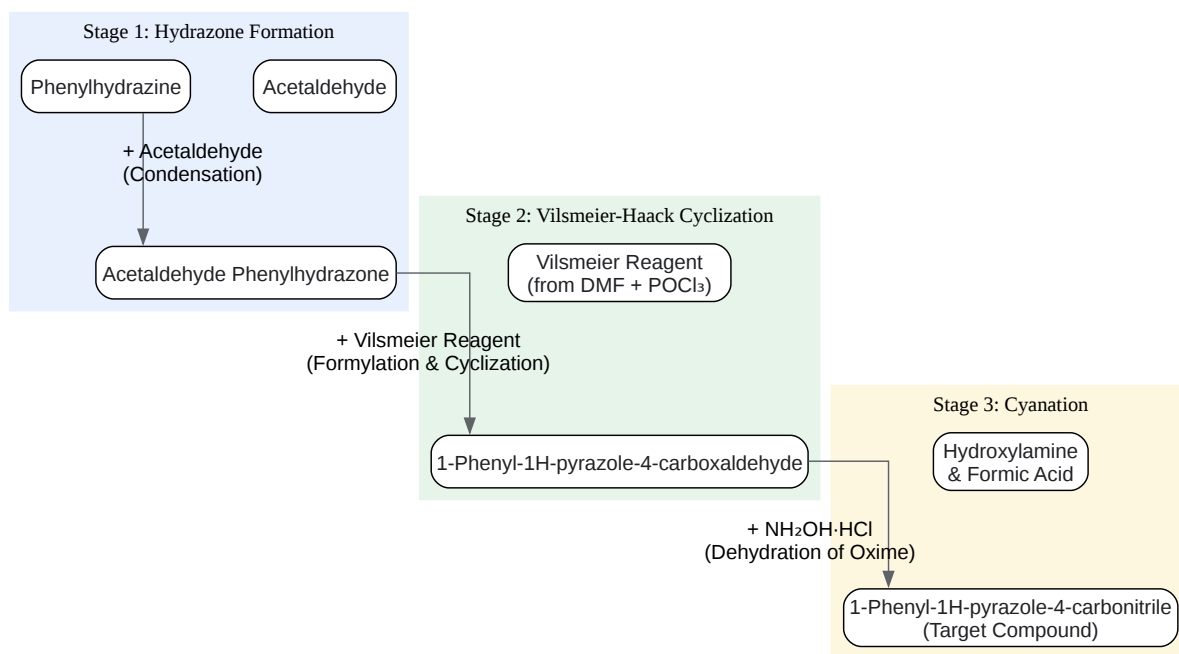 Stage 1: Hydrazone Formation
Phenylhydrazine
Acetaldehyde
+ Acetaldehyde
(Condensation)
Acetaldehyde Phenylhydrazone
Stage 2: Vilsmeier-Haack Cyclization
Vilsmeier Reagent
(from DMF + POCl₃)
+ Vilsmeier Reagent
(Formylation & Cyclization)
1-Phenyl-1H-pyrazole-4-carboxaldehyde
Stage 3: Cyanation
Hydroxylamine
& Formic Acid
+ NH₂OH·HCl
(Dehydration of Oxime)
1-Phenyl-1H-pyrazole-4-carbonitrile
(Target Compound)